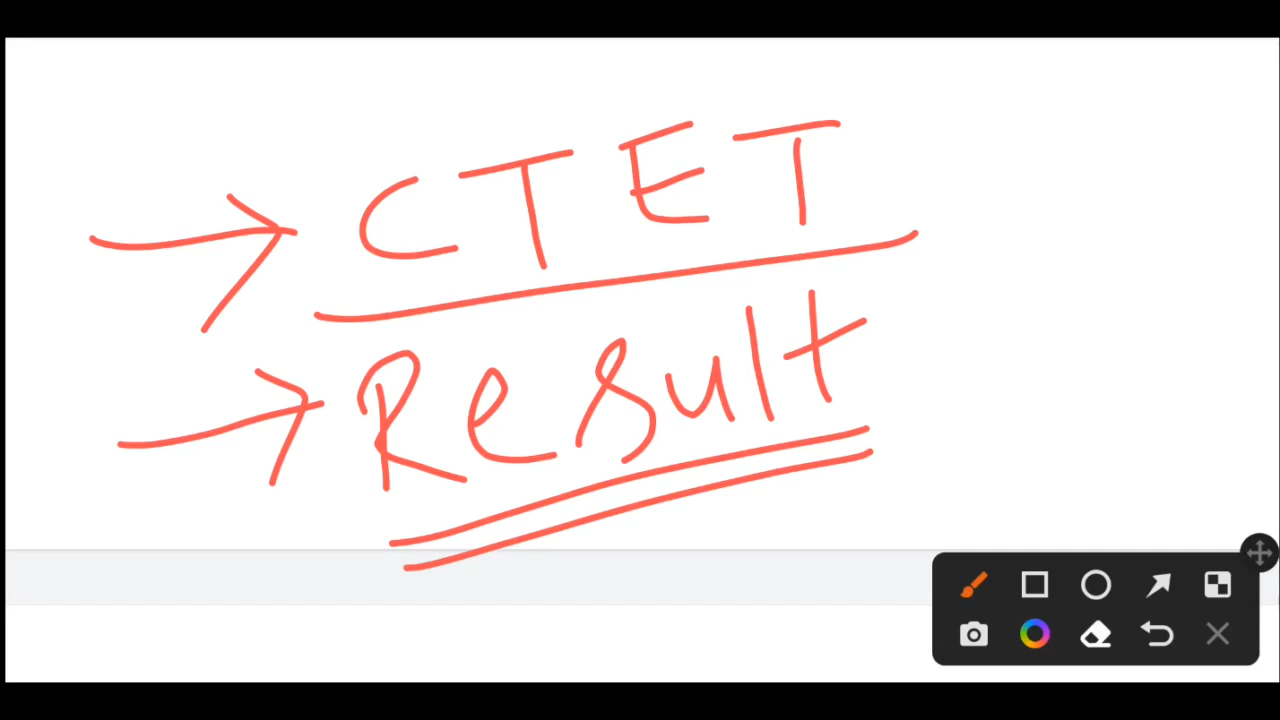 → CTET
→ Result